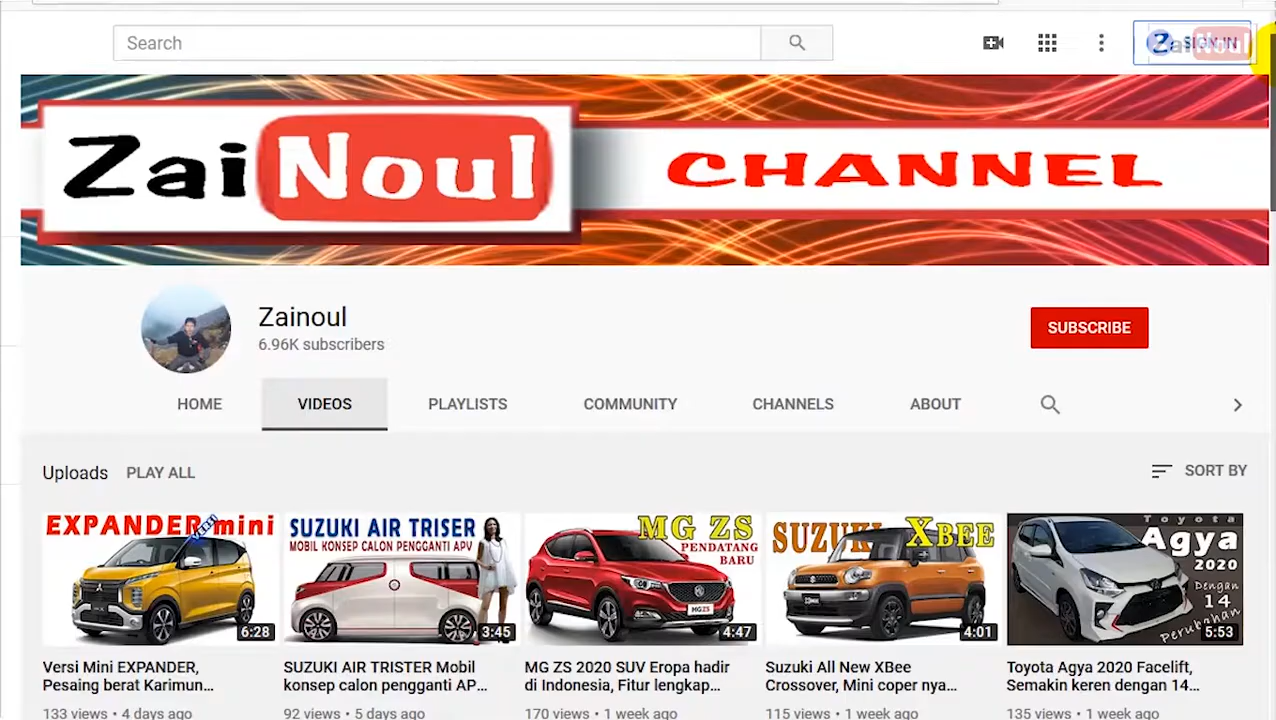 Search
SIGN IN
ZaiNoul
Zai Noul CHANNEL
Zainoul
6.96K subscribers
SUBSCRIBE
HOME VIDEOS PLAYLISTS COMMUNITY CHANNELS ABOUT
Uploads PLAY ALL SORT BY
EXPANDER mini
6:28
SUZUKI AIR TRISER
MOBIL KONSEP CALON PENGGANTI APV
3:45
MG ZS
PENDATANG
BARU
MG ZS
4:47
SUZUKI XBEE
4:01
Toyota
Agya
2020
Dengan
14
Perubahan
5:53
Versi Mini EXPANDER,
Pesaing berat Karimun...
133 views • 4 days ago
SUZUKI AIR TRISTER Mobil
konsep calon pengganti AP...
92 views • 5 days ago
MG ZS 2020 SUV Eropa hadir
di Indonesia, Fitur lengkap...
170 views • 1 week ago
Suzuki All New XBee
Crossover, Mini coper nya...
115 views • 1 week ago
Toyota Agya 2020 Facelift,
Semakin keren dengan 14...
135 views • 1 week ago